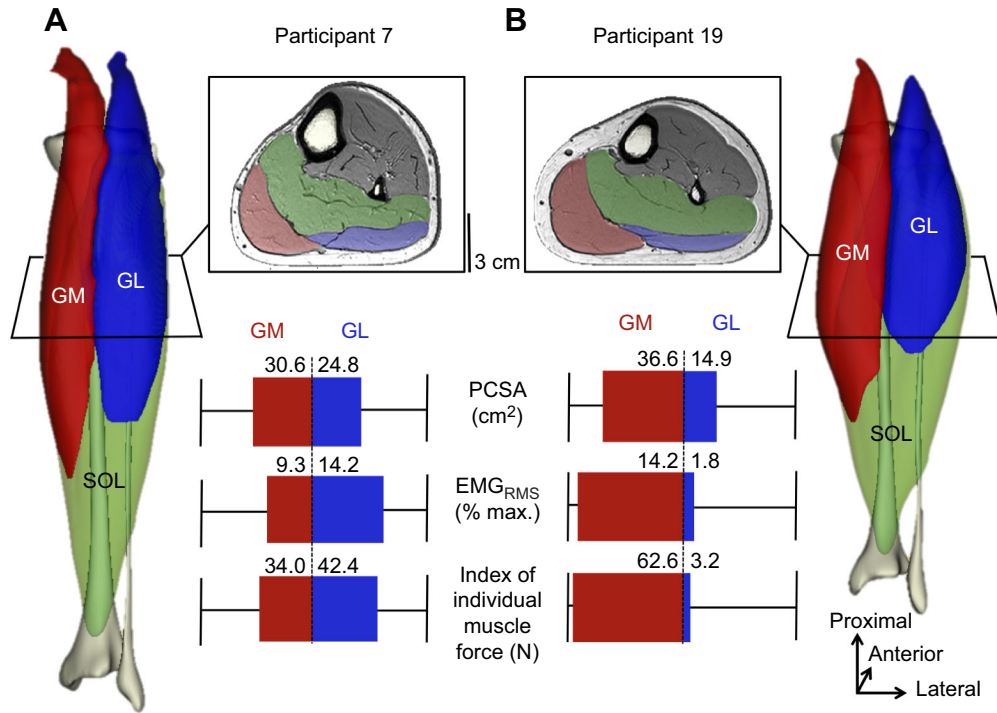 A
B
Participant 7
Participant 19
GM
GL
SOL
3 cm
GM
GL
SOL
GM GL
GM GL
30.6 24.8
PCSA
(cm²)
36.6 14.9
9.3 14.2
EMG_RMS
(% max.)
14.2 1.8
34.0 42.4
Index of
individual
muscle
force (N)
62.6 3.2
Proximal
Anterior
Lateral